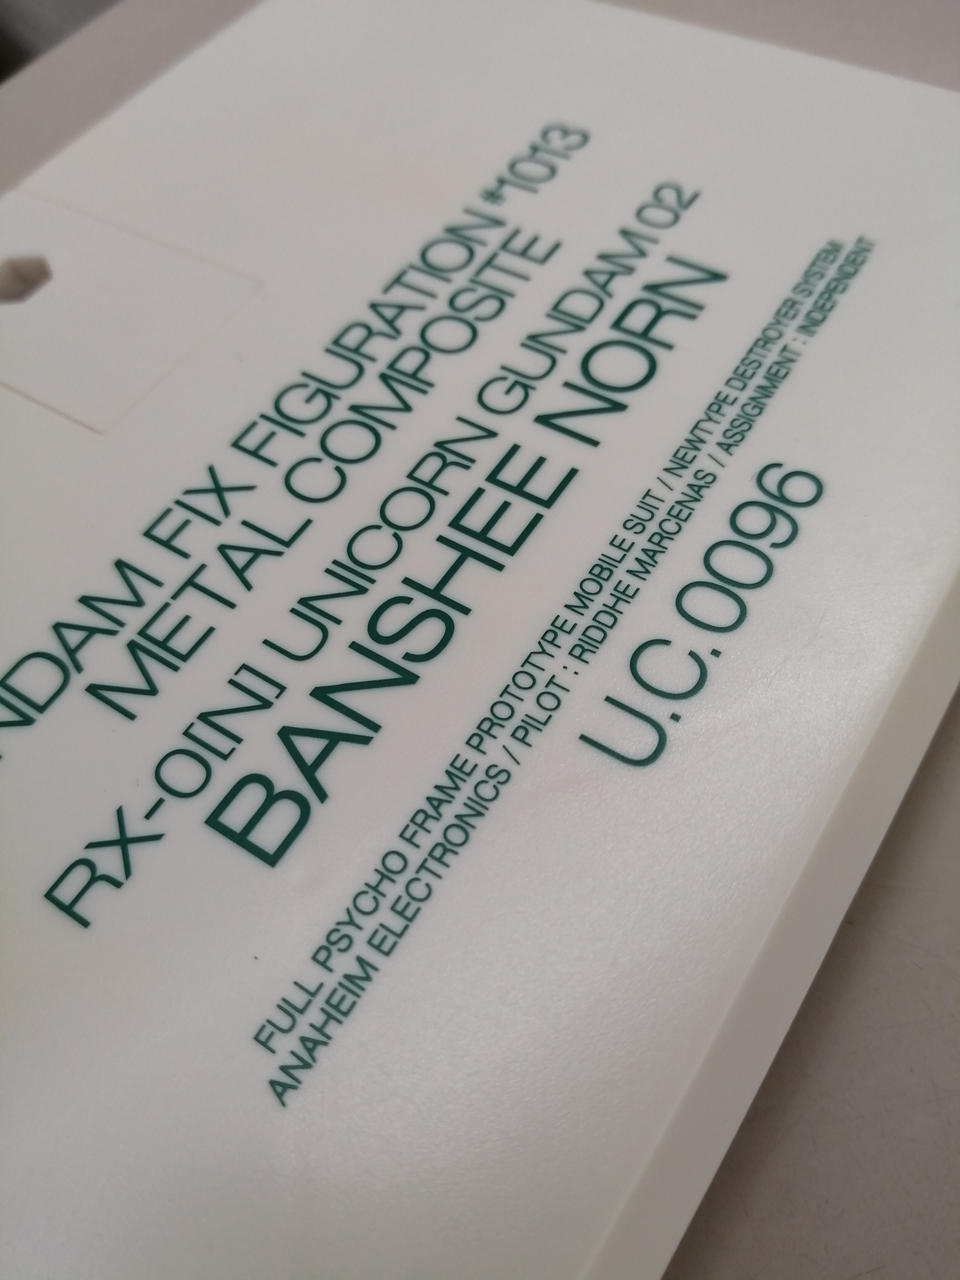 NDAM FIX FIGURATION #1013
METAL COMPOSITE
RX-0[N] UNICORN GUNDAM 02
BANSHEE NORN
FULL PSYCHO FRAME PROTOTYPE MOBILE SUIT / NEWTYPE DESTROYER SYSTEM
ANAHEIM ELECTRONICS / PILOT : RIDDHE MARCENAS / ASSIGNMENT : INDEPENDENT
U.C.0096